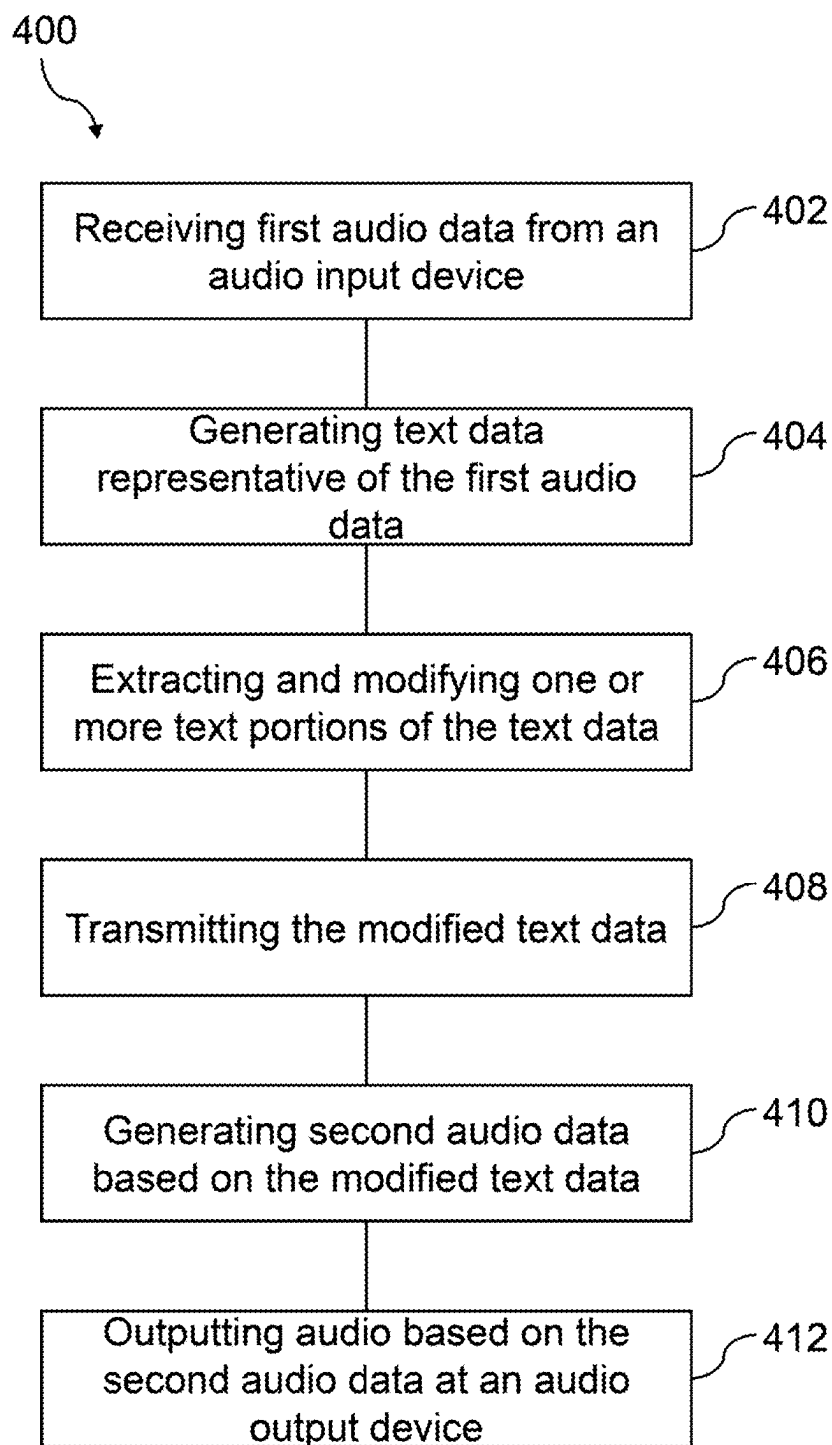 400
Receiving first audio data from an
audio input device
402
Generating text data
representative of the first audio
data
404
Extracting and modifying one or
more text portions of the text data
406
Transmitting the modified text data
408
Generating second audio data
based on the modified text data
410
Outputting audio based on the
second audio data at an audio
output device
412